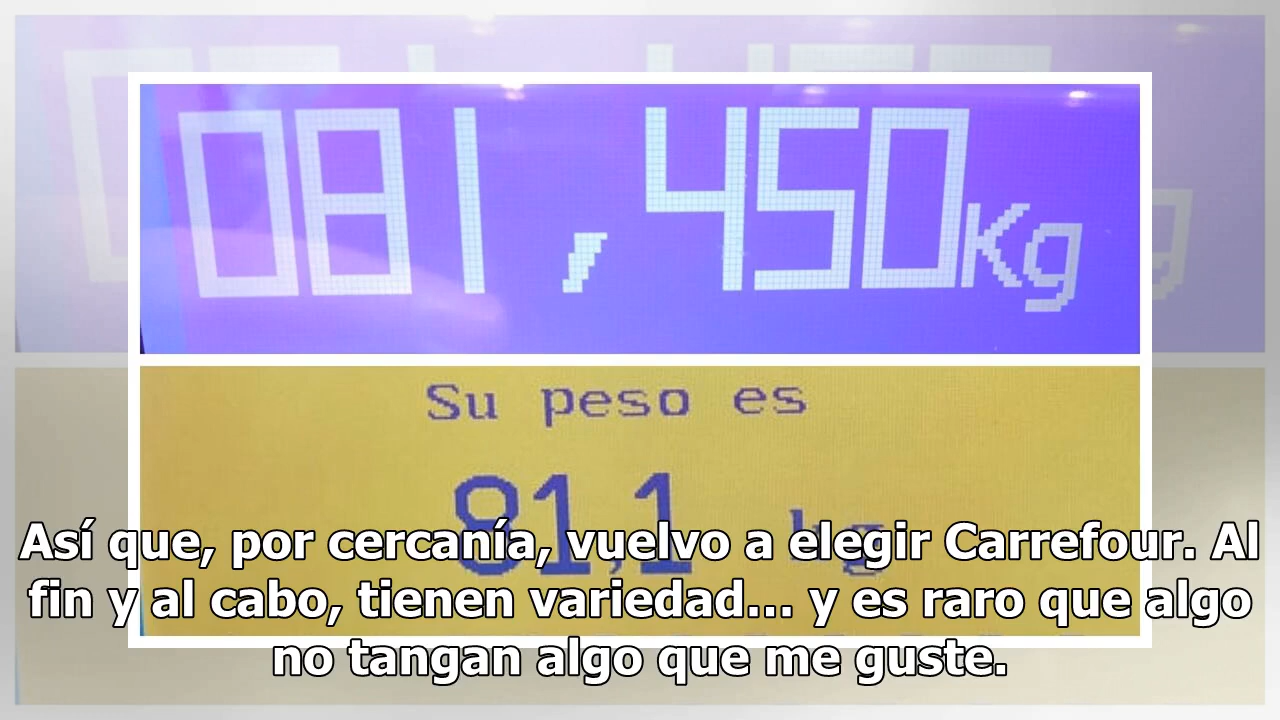 081,450Kg
Su peso es
81,1 kg
Así que, por cercanía, vuelvo a elegir Carrefour. Al
fin y al cabo, tienen variedad... y es raro que algo
no tangan algo que me guste.